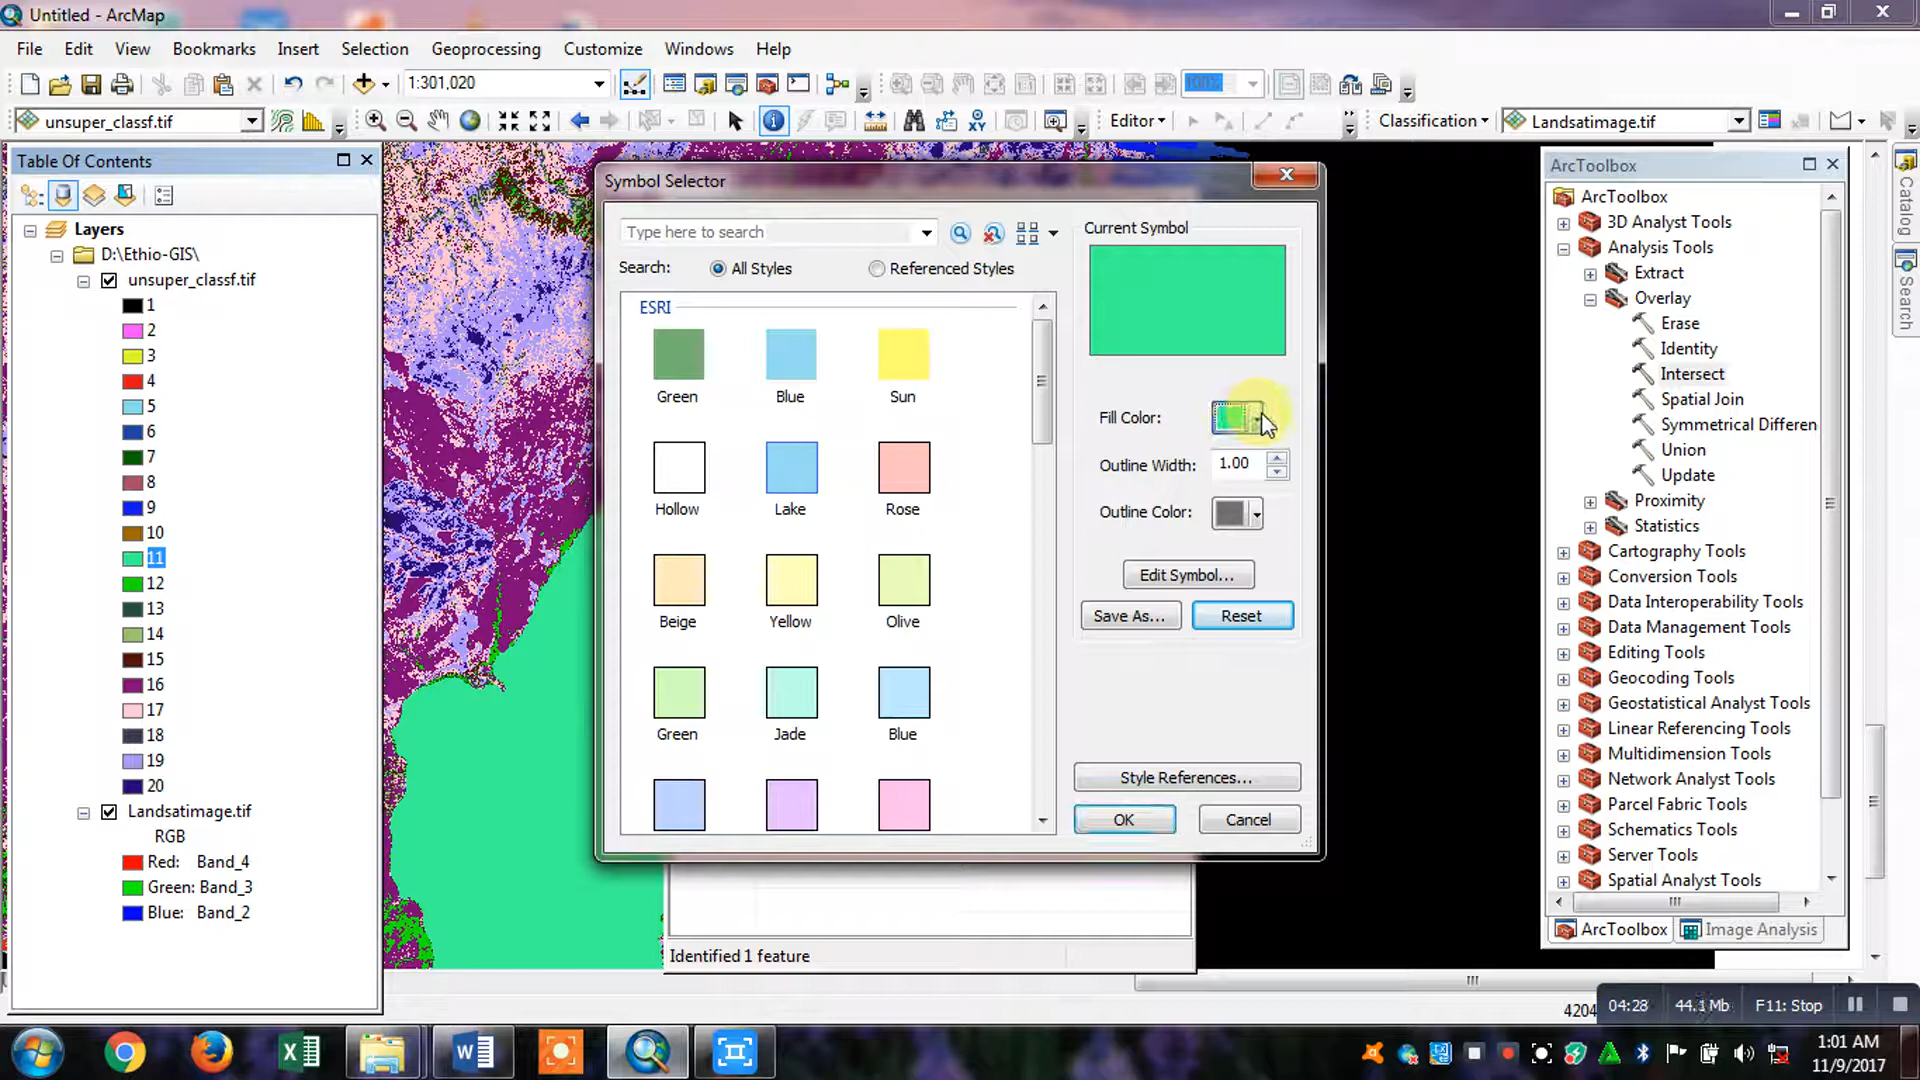 Untitled - ArcMap
File Edit View Bookmarks Insert Selection Geoprocessing Customize Windows Help
1:301,020 100%
unsuper_classf.tif Editor Classification Landsatimage.tif
Table Of Contents
Layers
D:\Ethio-GIS\
unsuper_classf.tif
1
2
3
4
5
6
7
8
9
10
11
12
13
14
15
16
17
18
19
20
Landsatimage.tif
RGB
Red: Band_4
Green: Band_3
Blue: Band_2
Symbol Selector
Type here to search
Search: All Styles Referenced Styles
ESRI
Green Blue Sun
Hollow Lake Rose
Beige Yellow Olive
Green Jade Blue
Current Symbol
Fill Color:
Outline Width: 1.00
Outline Color:
Edit Symbol...
Save As... Reset
Style References...
OK Cancel
Identified 1 feature
ArcToolbox
ArcToolbox
3D Analyst Tools
Analysis Tools
Extract
Overlay
Erase
Identity
Intersect
Spatial Join
Symmetrical Differen
Union
Update
Proximity
Statistics
Cartography Tools
Conversion Tools
Data Interoperability Tools
Data Management Tools
Editing Tools
Geocoding Tools
Geostatistical Analyst Tools
Linear Referencing Tools
Multidimension Tools
Network Analyst Tools
Parcel Fabric Tools
Schematics Tools
Server Tools
Spatial Analyst Tools
ArcToolbox Image Analysis
Catalog
Search
4204
04:28 44.1 Mb F11: Stop
1:01 AM
11/9/2017